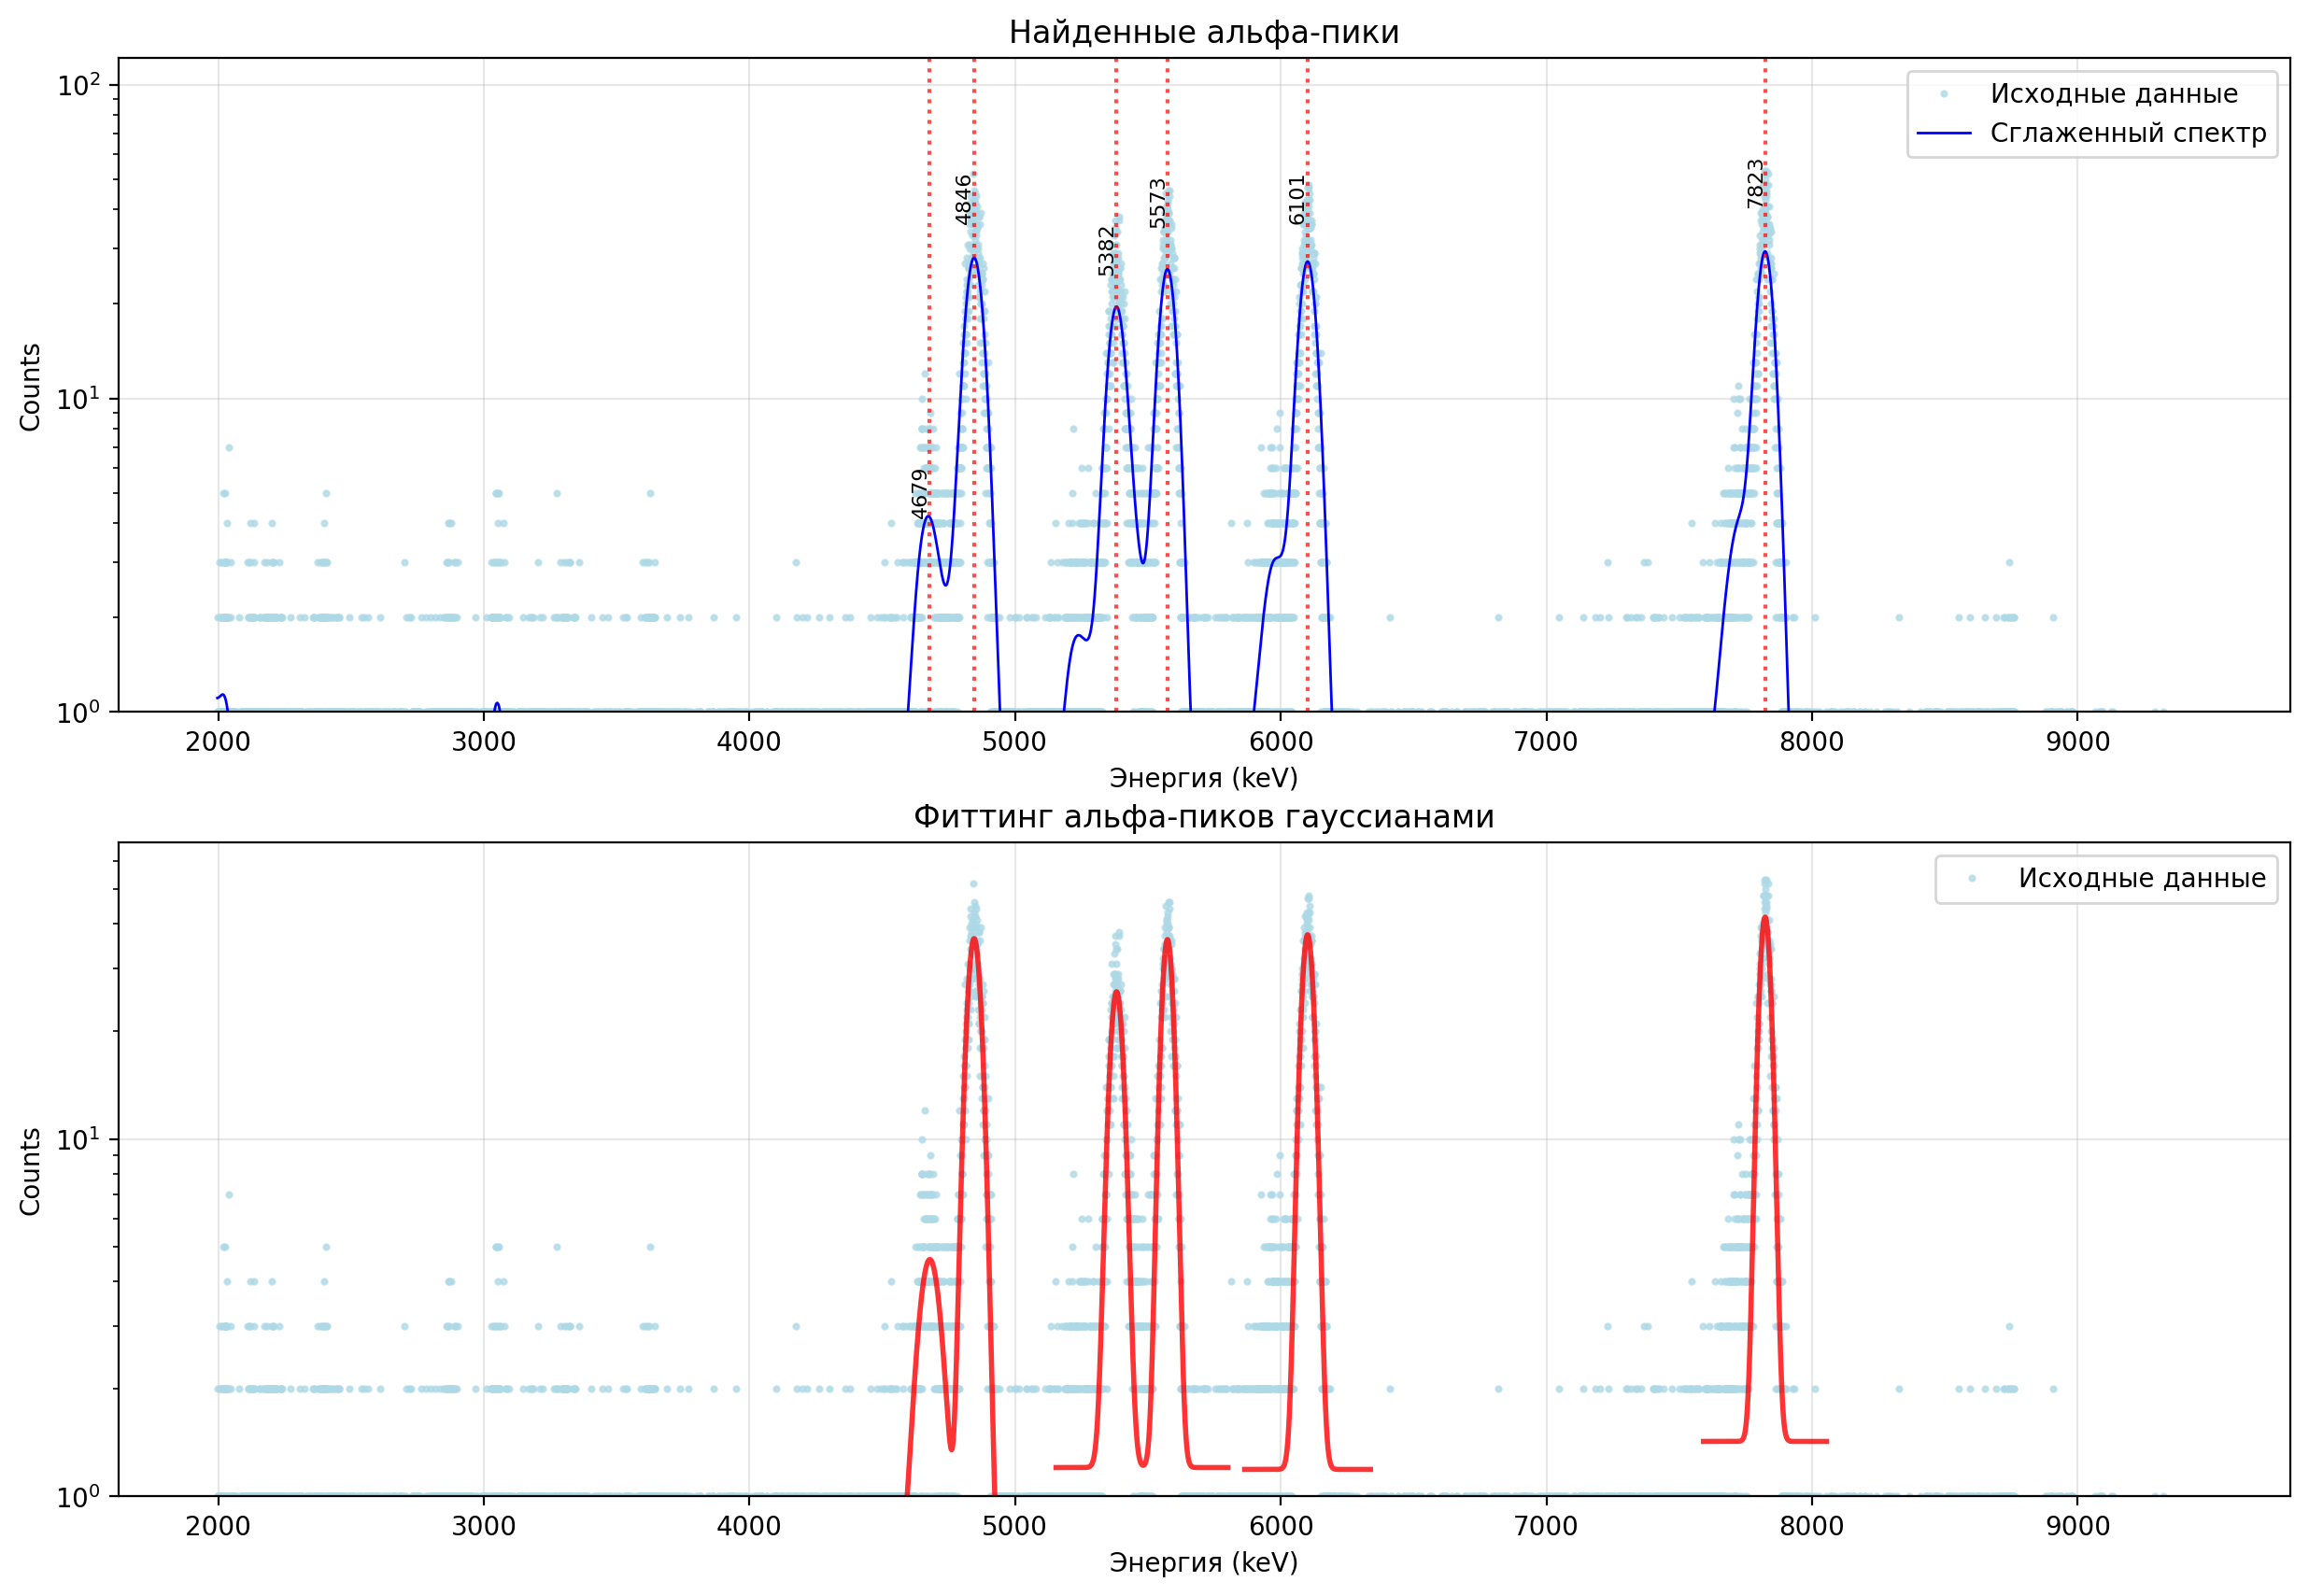 Найденные альфа-пики
Counts
10²
10¹
10⁰
4679
4846
5382
5573
6101
7823
Исходные данные
Сглаженный спектр
2000 3000 4000 5000 6000 7000 8000 9000
Энергия (keV)
Фиттинг альфа-пиков гауссианами
Counts
10¹
10⁰
Исходные данные
2000 3000 4000 5000 6000 7000 8000 9000
Энергия (keV)